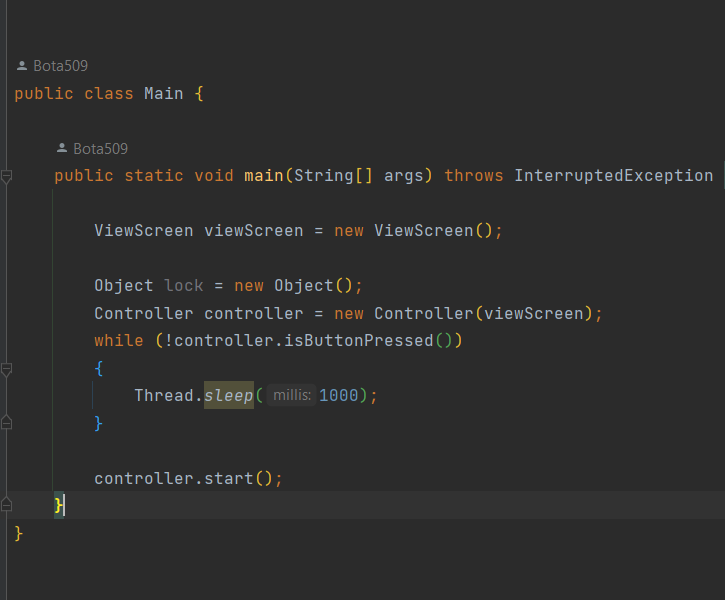 Bota509
public class Main {
Bota509
public static void main(String[] args) throws InterruptedException
ViewScreen viewScreen = new ViewScreen();
Object lock = new Object();
Controller controller = new Controller(viewScreen);
while (!controller.isButtonPressed())
{
Thread.sleep( millis: 1000);
}
controller.start();
}
}